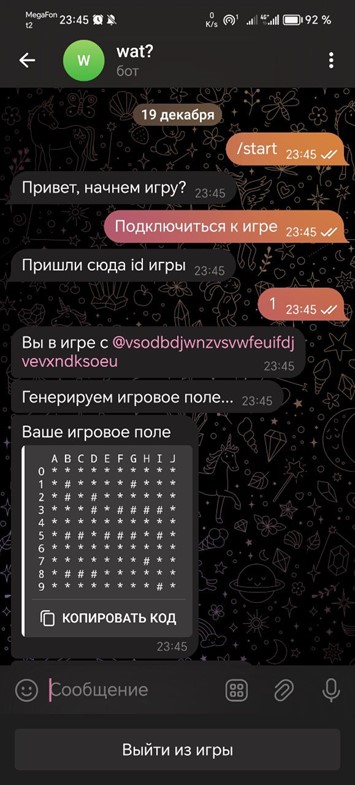 MegaFon
t2
23:45
0
K/s
4G
92 %
W
wat?
бот
19 декабря
/start 23:45
Привет, начнем игру? 23:45
Подключиться к игре 23:45
Пришли сюда id игры 23:45
1 23:45
Вы в игре с @vsodbdjwnzvsvwfeuifdj
vevxndksoeu
23:45
Генерируем игровое поле... 23:45
Ваше игровое поле
A B C D E F G H I J
0 * * * * * * * * * *
1 * # * * * * # * * *
2 * # * # * * * * * *
3 * * * # * # # # # *
4 * * * * * * * * * *
5 * # # * # # # * # *
6 * * * * * * * * * *
7 * * * * * * * # * *
8 * # # # * * * * * *
9 * * * * * * * * # *
КОПИРОВАТЬ КОД
23:45
Сообщение
Выйти из игры